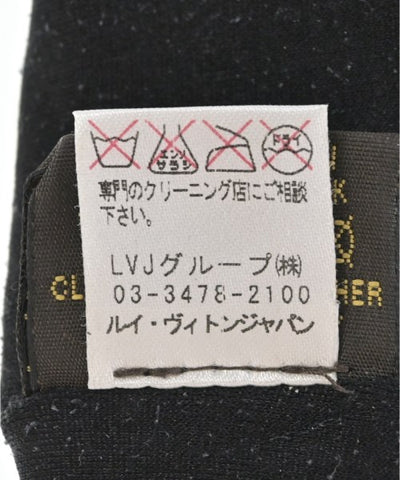 エンソ
サラシ
ドライ
専門のクリーニング店にご相談
下さい。
LVJグループ(株)
03-3478-2100
ルイ・ヴィトンジャパン
CL
HER